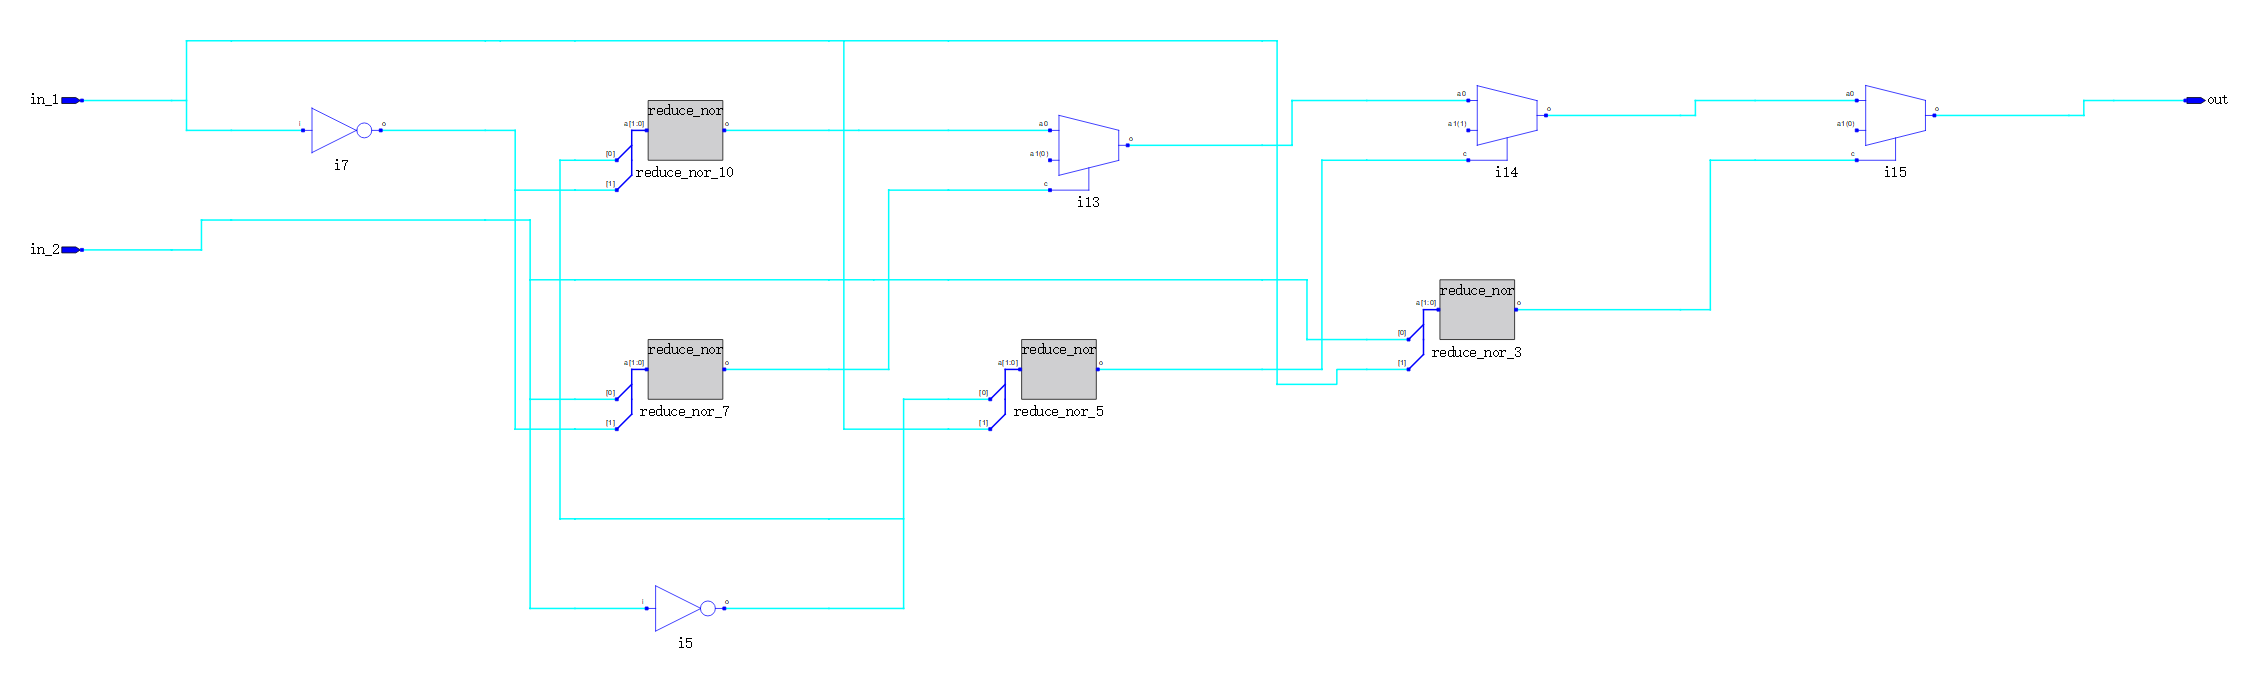 in_1
i
o
i7
reduce_nor
a[1:0]
o
[0]
[1]
reduce_nor_10
a0
a1(0)
c
o
i13
a0
a1(1)
c
o
i14
a0
a1(0)
c
o
i15
out
in_2
reduce_nor
a[1:0]
o
[0]
[1]
reduce_nor_3
reduce_nor
a[1:0]
o
[0]
[1]
reduce_nor_7
reduce_nor
a[1:0]
o
[0]
[1]
reduce_nor_5
i
o
i5